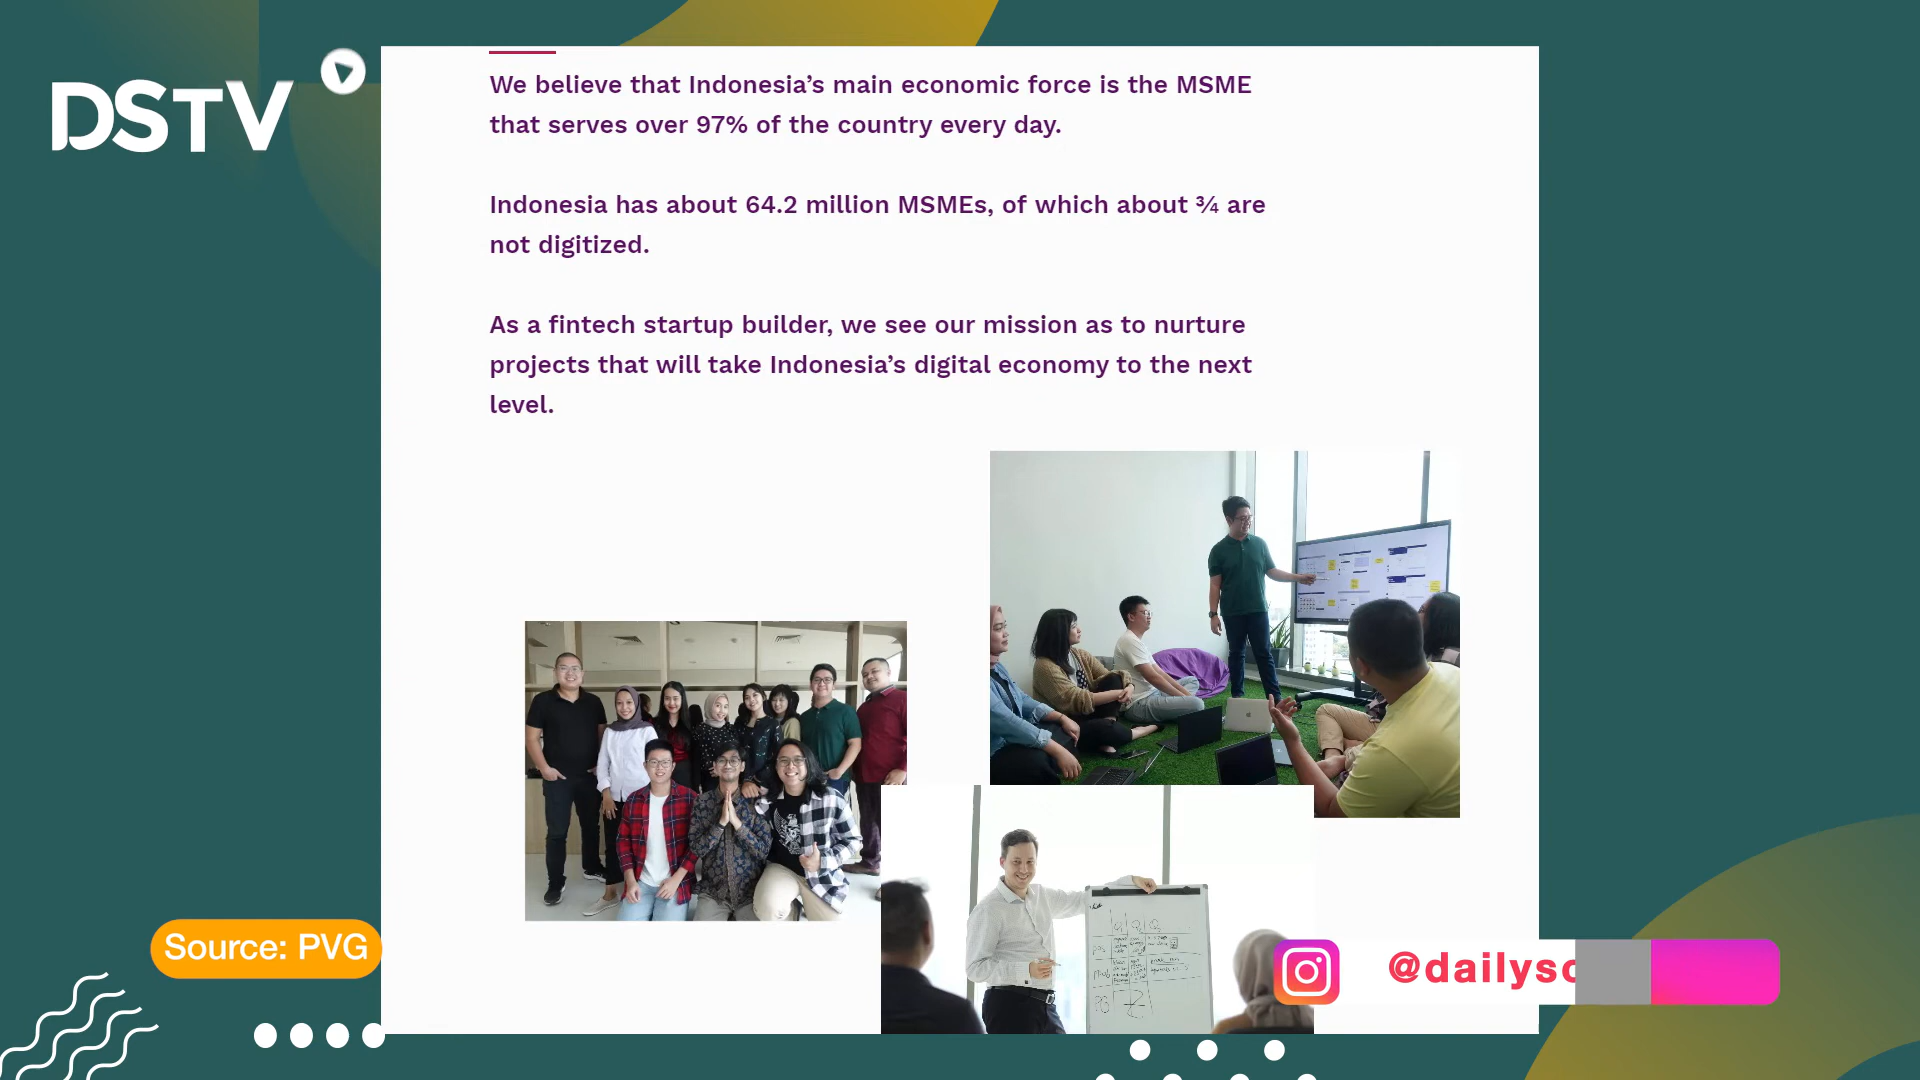 DSTV
We believe that Indonesia’s main economic force is the MSME
that serves over 97% of the country every day.
Indonesia has about 64.2 million MSMEs, of which about ¾ are
not digitized.
As a fintech startup builder, we see our mission as to nurture
projects that will take Indonesia’s digital economy to the next
level.
Source: PVG
@dailyso